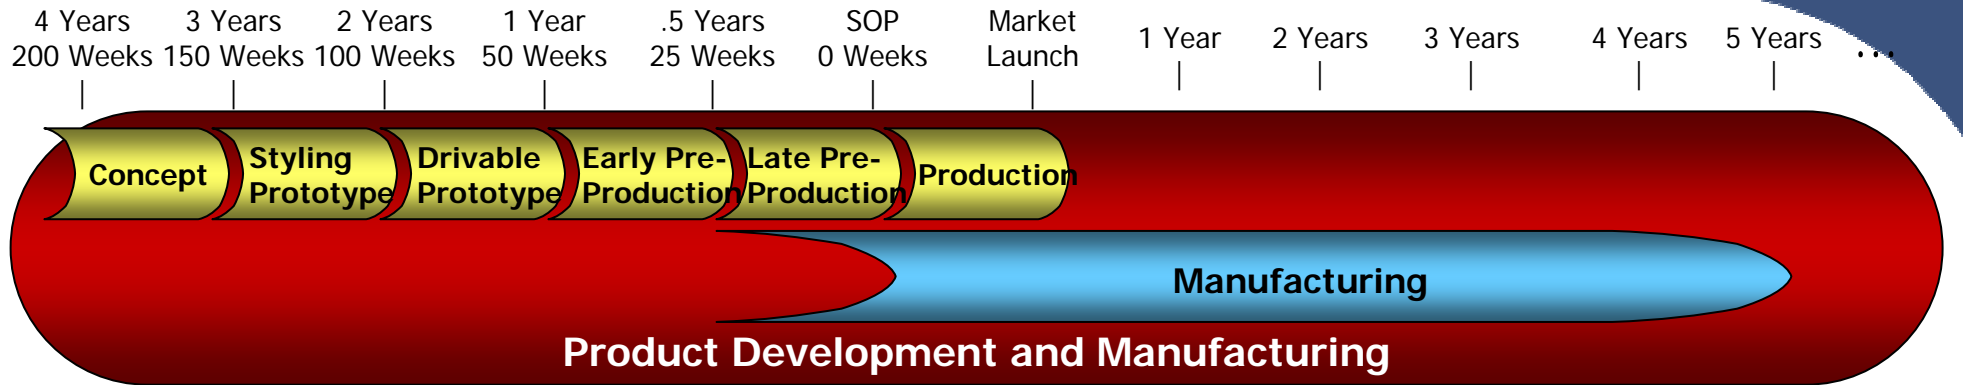 4 Years 3 Years 2 Years 1 Year .5 Years SOP Market
200 Weeks 150 Weeks 100 Weeks 50 Weeks 25 Weeks 0 Weeks Launch
1 Year 2 Years 3 Years 4 Years 5 Years ...
Concept
Styling
Prototype
Drivable
Prototype
Early Pre-
Production
Late Pre-
Production
Production
Manufacturing
Product Development and Manufacturing